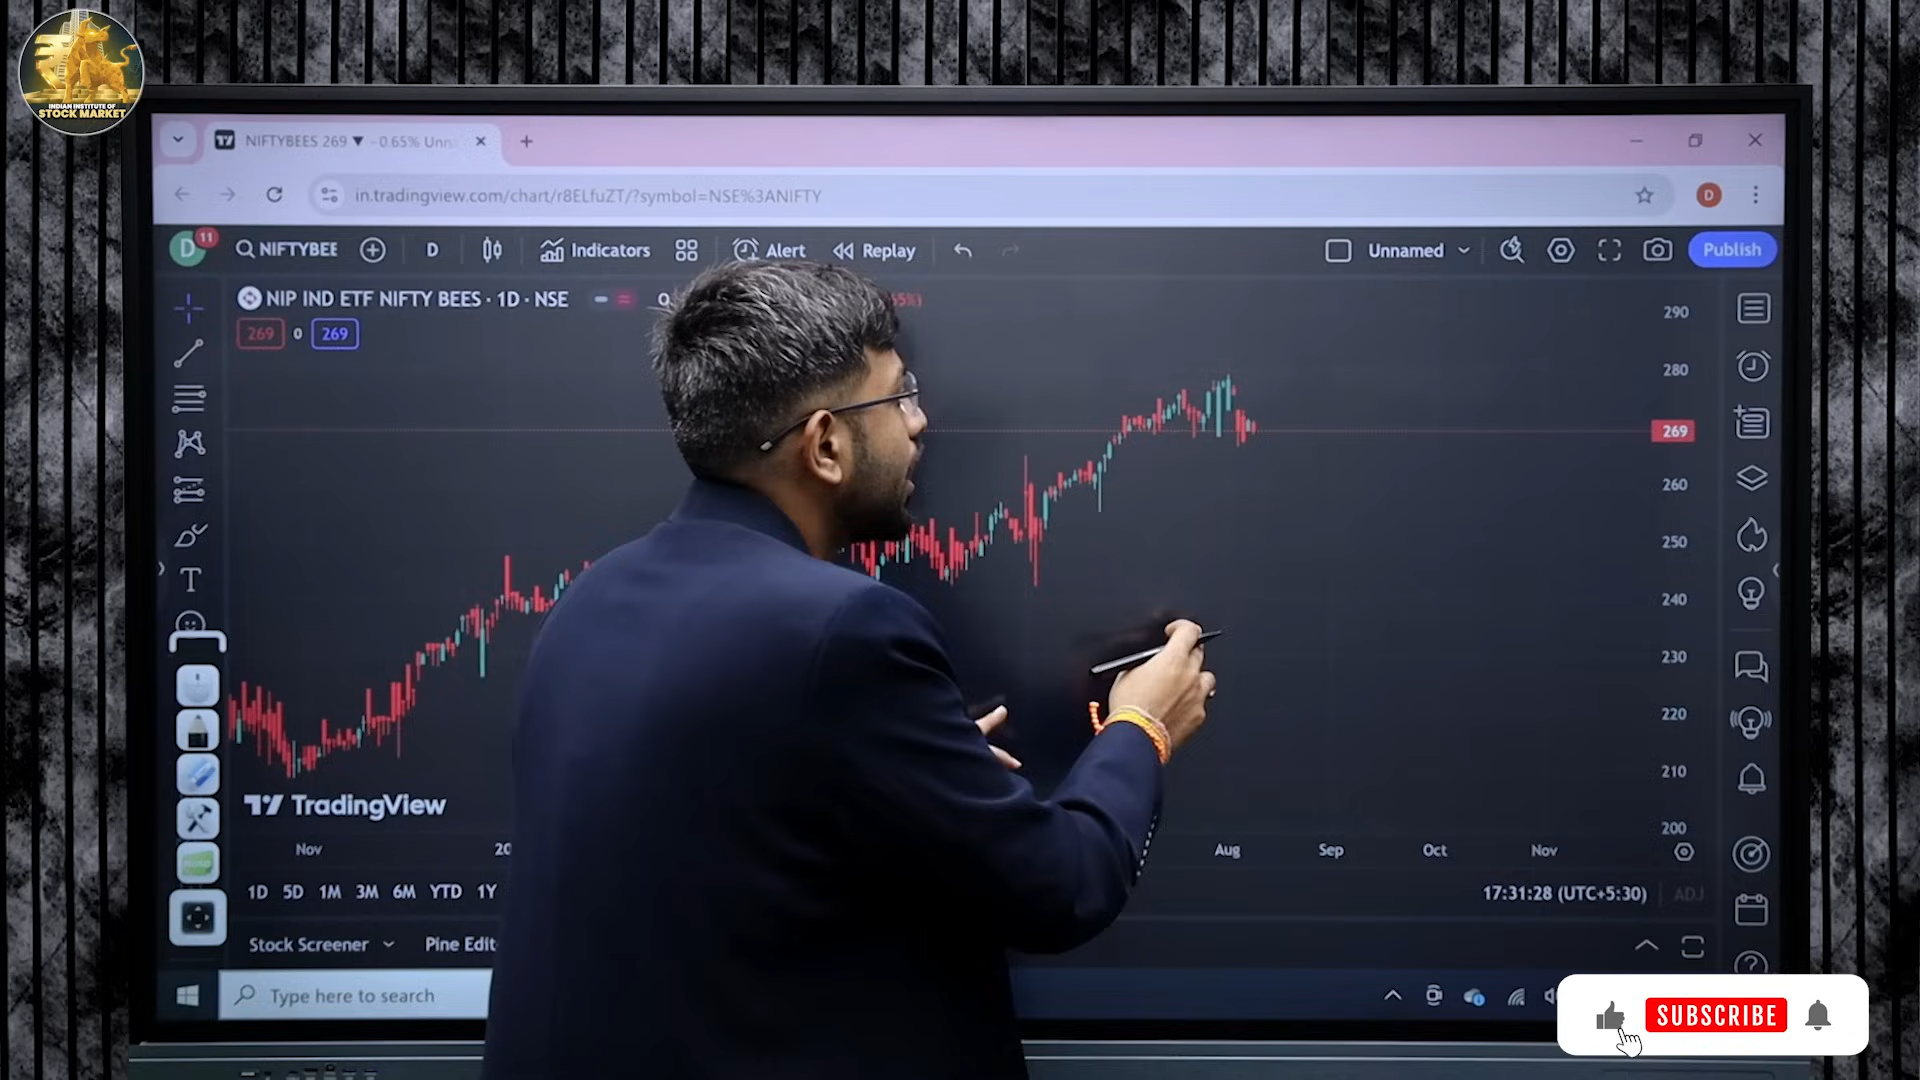 INDIAN INSTITUTE OF
STOCK MARKET
NIFTYBEES 269 ▼ -0.65% Unn
in.tradingview.com/chart/r8ELfuZT/?symbol=NSE%3ANIFTY
D
D
11
NIFTYBEE
D
Indicators
Alert
Replay
Unnamed
Publish
NIP IND ETF NIFTY BEES · 1D · NSE
O
65%)
269
0
269
290
280
269
260
250
240
230
220
210
200
TradingView
Nov
20
Aug
Sep
Oct
Nov
1D 5D 1M 3M 6M YTD 1Y
17:31:28 (UTC+5:30)
ADJ
Stock Screener
Pine Edit
Type here to search
SUBSCRIBE